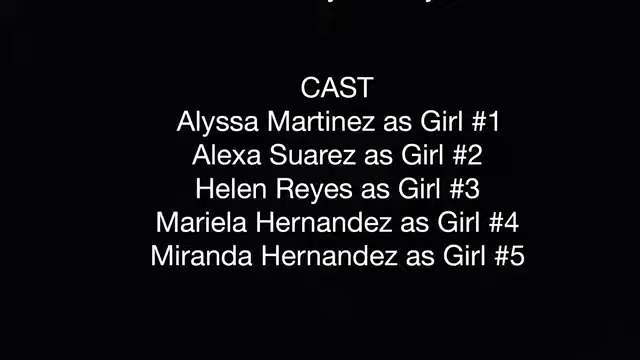 CAST
Alyssa Martinez as Girl #1
Alexa Suarez as Girl #2
Helen Reyes as Girl #3
Mariela Hernandez as Girl #4
Miranda Hernandez as Girl #5